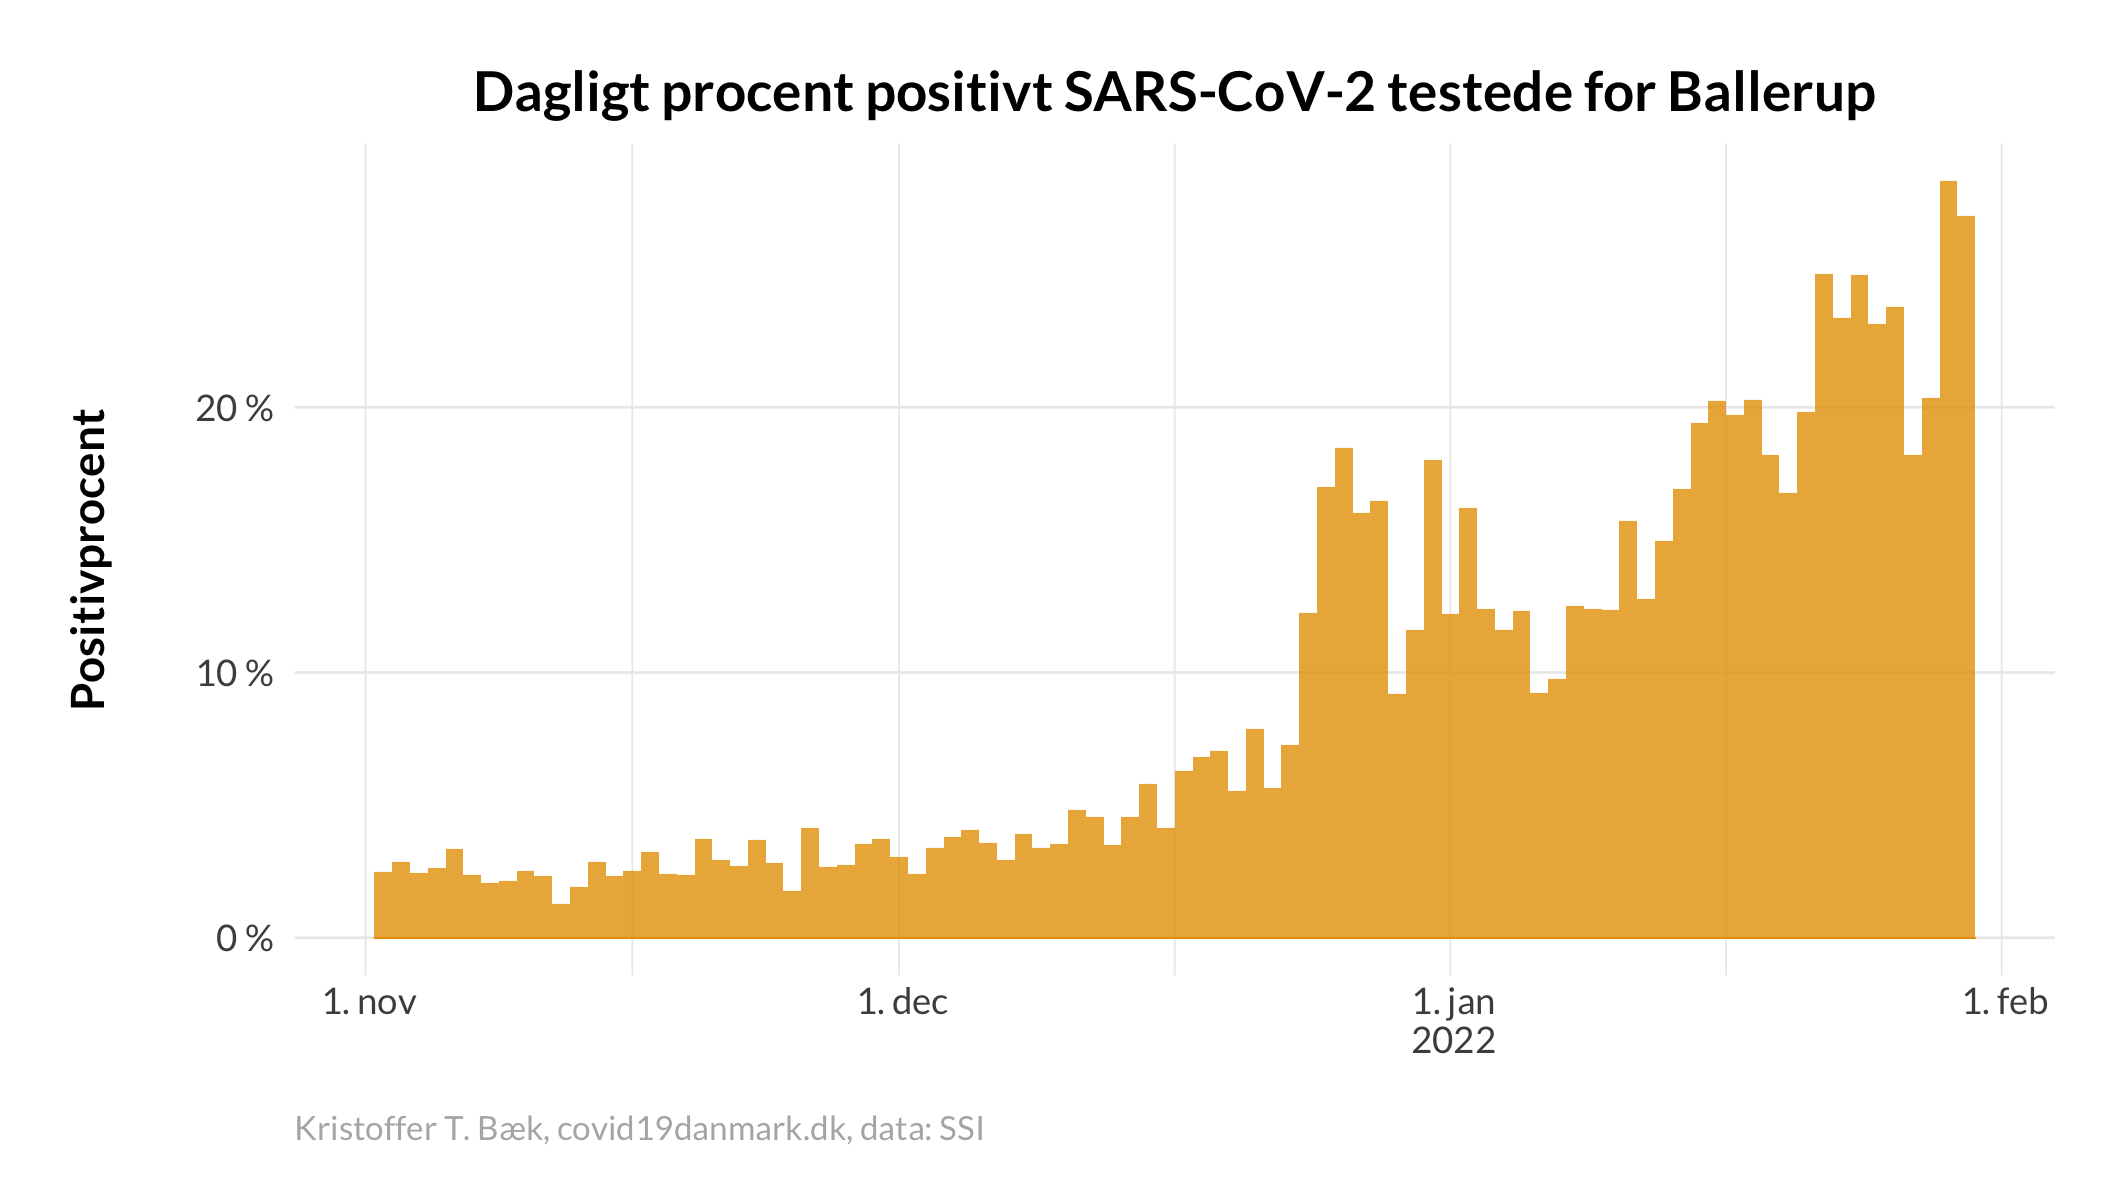 Dagligt procent positivt SARS-CoV-2 testede for Ballerup
Positivprocent
20 %
10 %
0 %
1. nov
1. dec
1. jan
2022
1. feb
Kristoffer T. Bæk, covid19danmark.dk, data: SSI